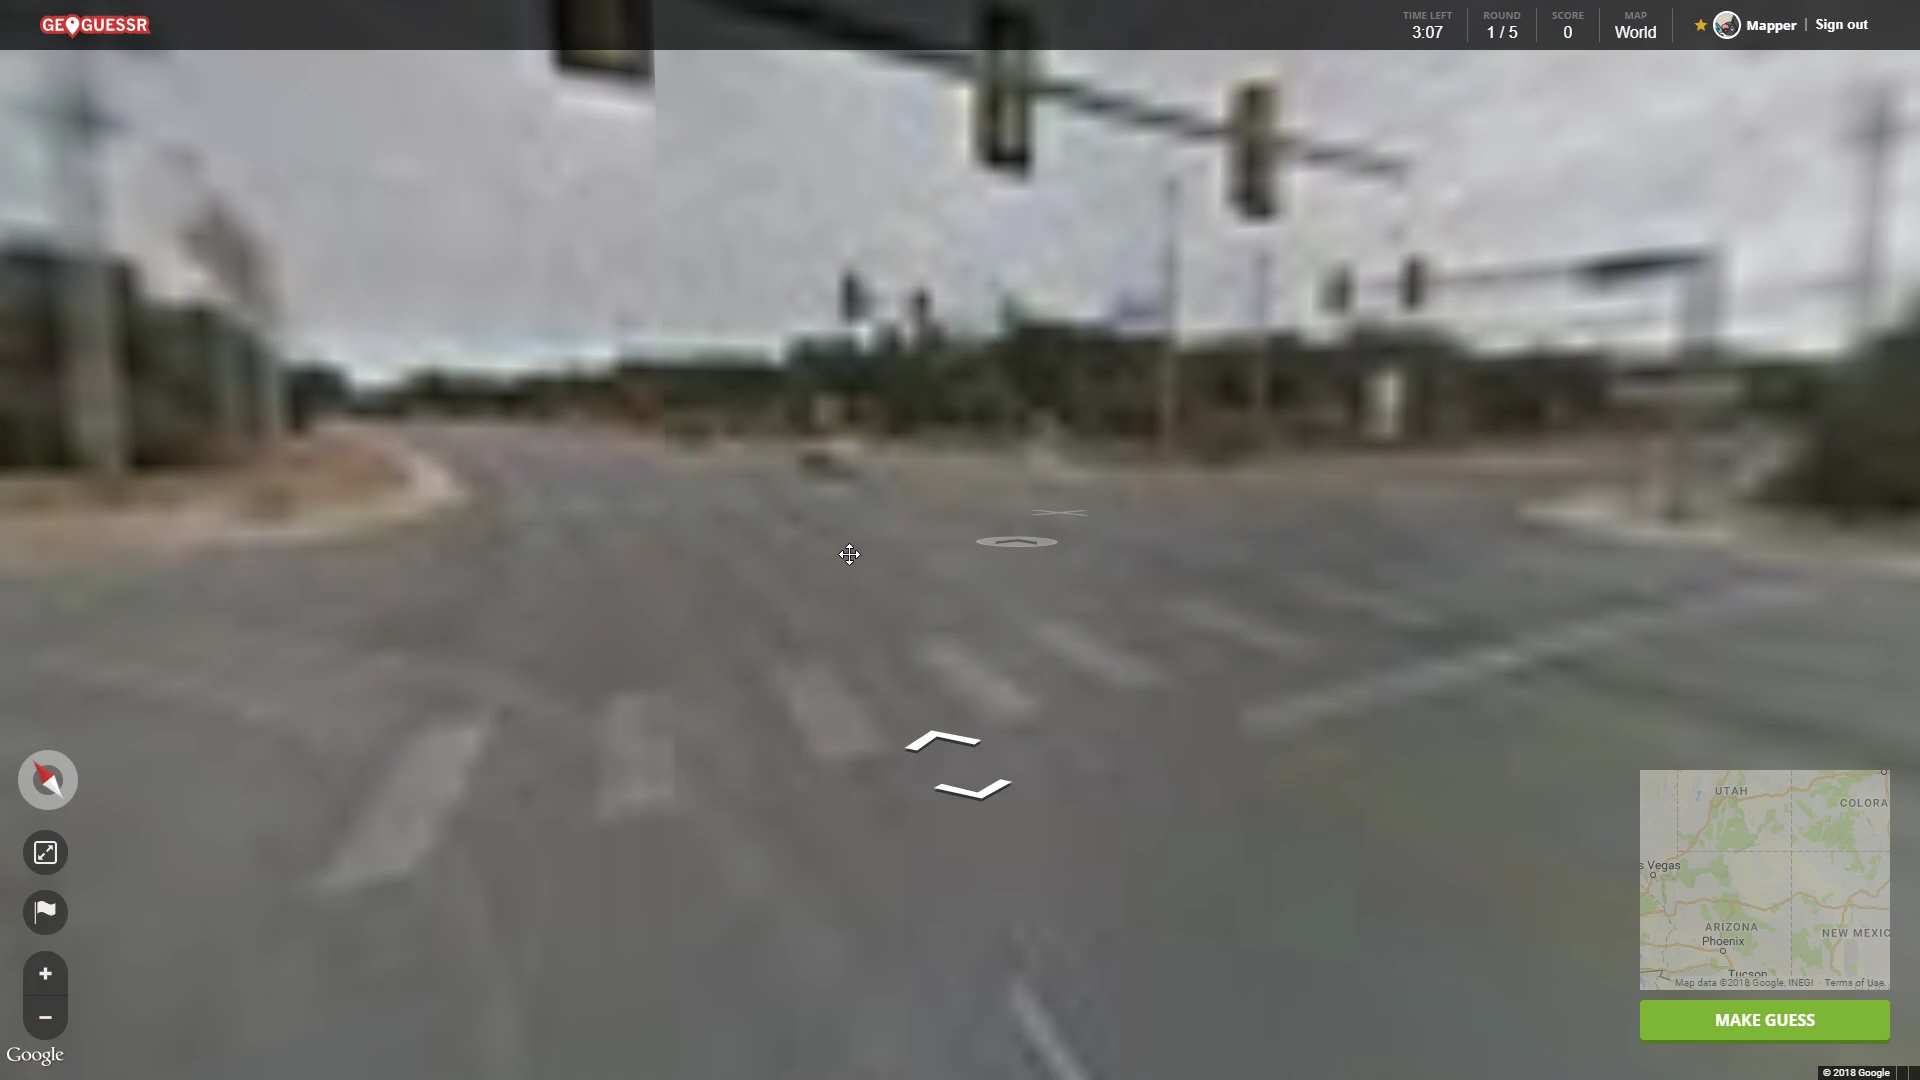 GEOGUESSR
TIME LEFT
3:07
ROUND
1 / 5
SCORE
0
MAP
World
Mapper | Sign out
UTAH
COLORA
s Vegas
ARIZONA
Phoenix
NEW MEXIC
Tucson
Map data ©2018 Google, INEGI
Terms of Use
MAKE GUESS
+
−
Google
© 2018 Google